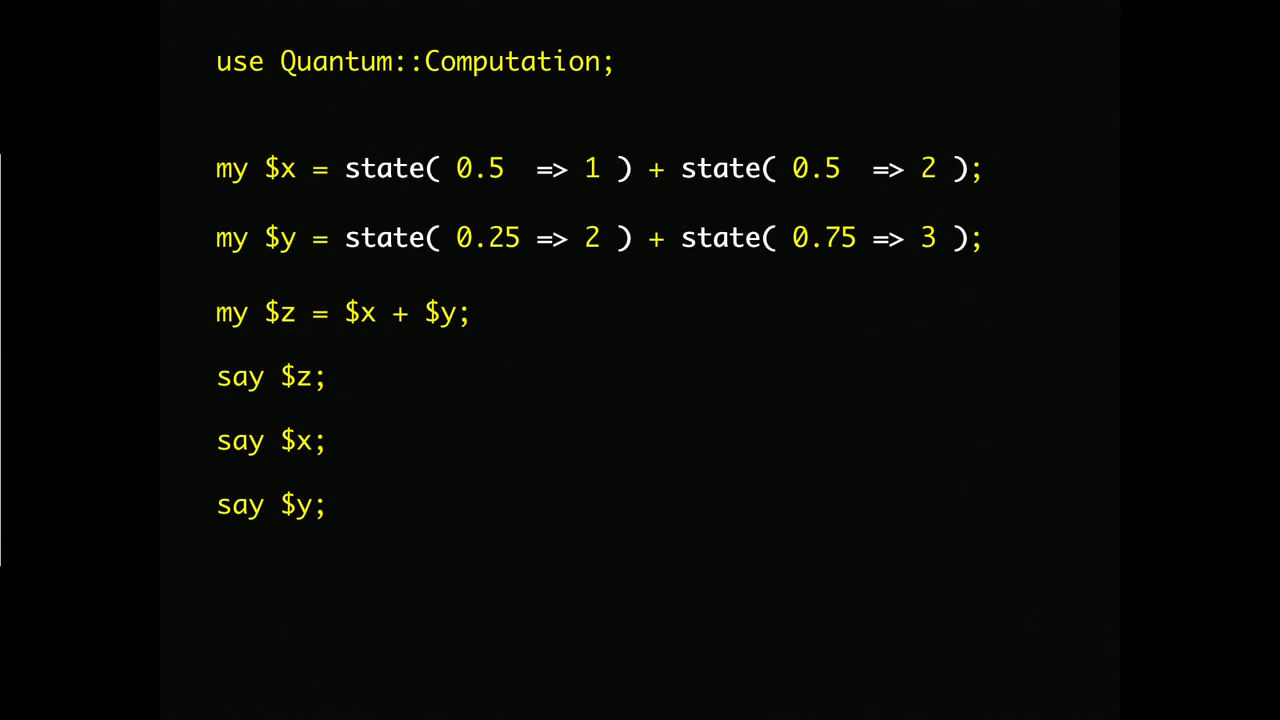 use Quantum::Computation;
my $x = state( 0.5  => 1 ) + state( 0.5  => 2 );
my $y = state( 0.25 => 2 ) + state( 0.75 => 3 );
my $z = $x + $y;
say $z;
say $x;
say $y;